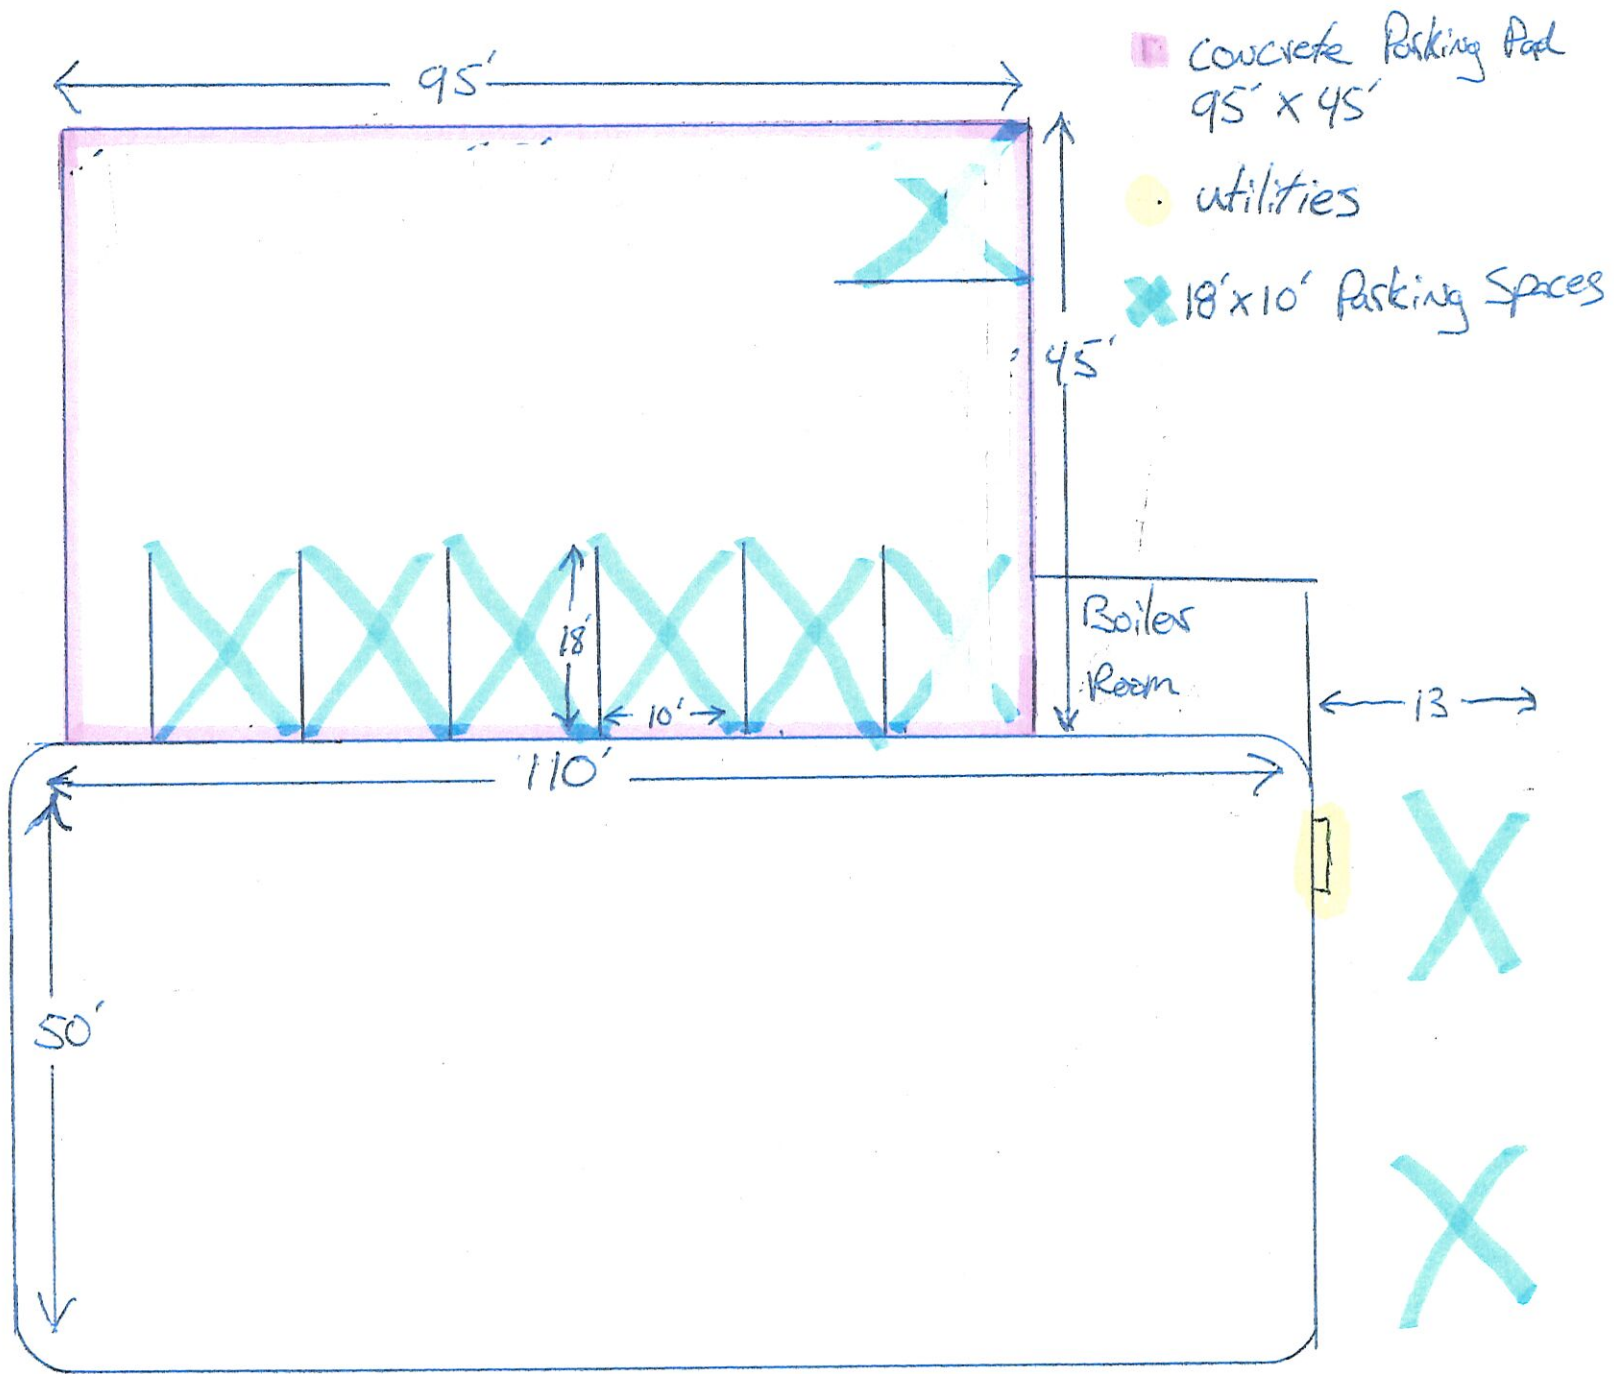 95'
concrete Parking Pad
95' x 45'
utilities
18'x10' Parking Spaces
45'
18'
10'
Boiler
Room
13
110'
50'